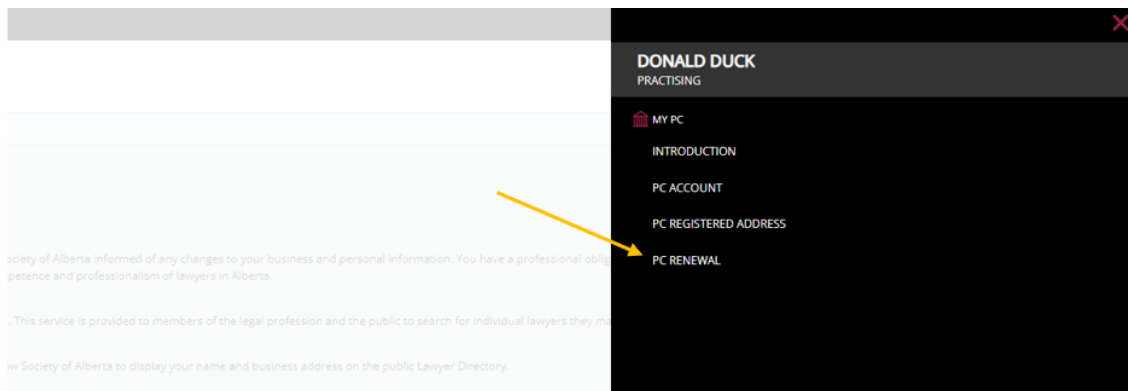 DONALD DUCK
PRACTISING
MY PC
INTRODUCTION
PC ACCOUNT
PC REGISTERED ADDRESS
PC RENEWAL
ociety of Alberta informed of any changes to your business and personal information. You have a professional oblig
petence and professionalism of lawyers in Alberta.
. This service is provided to members of the legal profession and the public to search for individual lawyers they ma
w Society of Alberta to display your name and business address on the public Lawyer Directory.